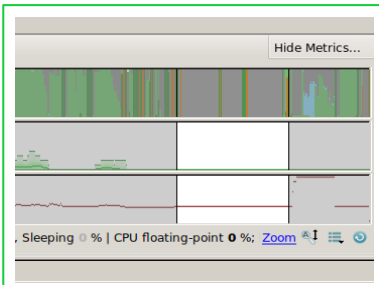 Hide Metrics...
, Sleeping 0 % | CPU floating-point 0 %; Zoom